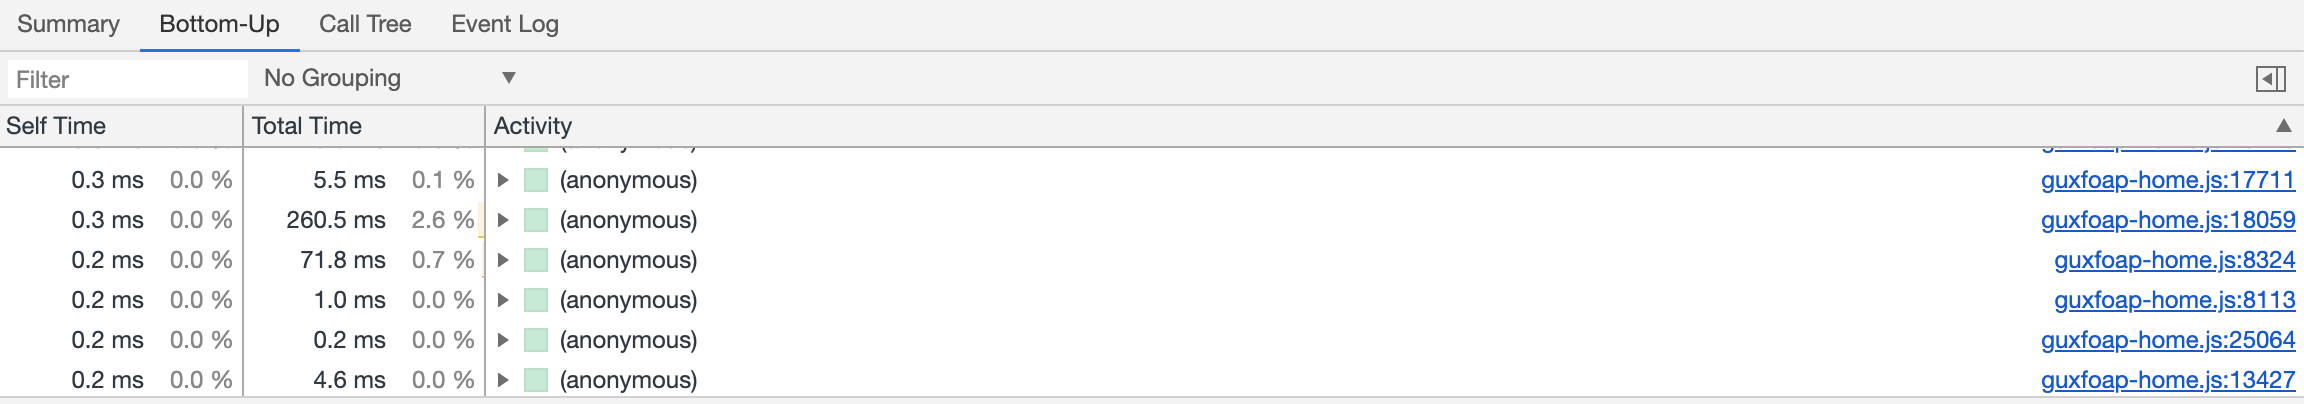 Summary Bottom-Up Call Tree Event Log
Filter No Grouping ▼
Self Time Total Time Activity ▲
0.3 ms 0.0 % 5.5 ms 0.1 % (anonymous) guxfoap-home.js:17711
0.3 ms 0.0 % 260.5 ms 2.6 % (anonymous) guxfoap-home.js:18059
0.2 ms 0.0 % 71.8 ms 0.7 % (anonymous) guxfoap-home.js:8324
0.2 ms 0.0 % 1.0 ms 0.0 % (anonymous) guxfoap-home.js:8113
0.2 ms 0.0 % 0.2 ms 0.0 % (anonymous) guxfoap-home.js:25064
0.2 ms 0.0 % 4.6 ms 0.0 % (anonymous) guxfoap-home.js:13427